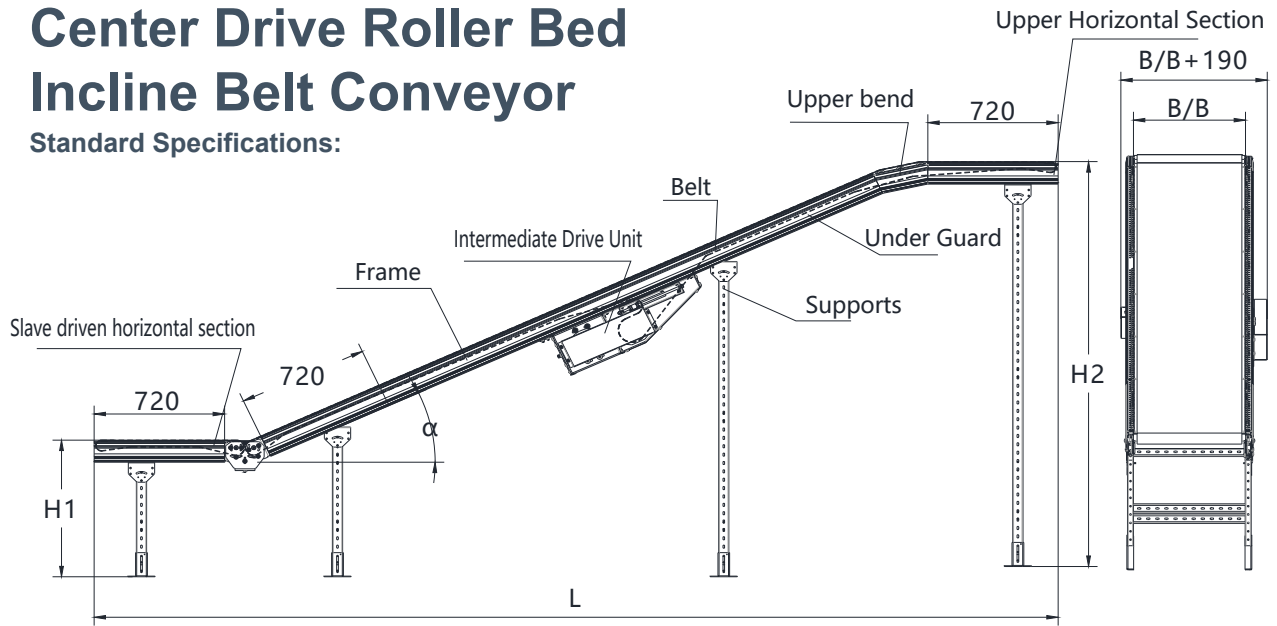 Center Drive Roller Bed
Incline Belt Conveyor
Standard Specifications:
Upper Horizontal Section
B/B+190
B/B
Upper bend
720
Belt
Intermediate Drive Unit
Under Guard
Frame
Supports
Slave driven horizontal section
720
720
α
H2
H1
L